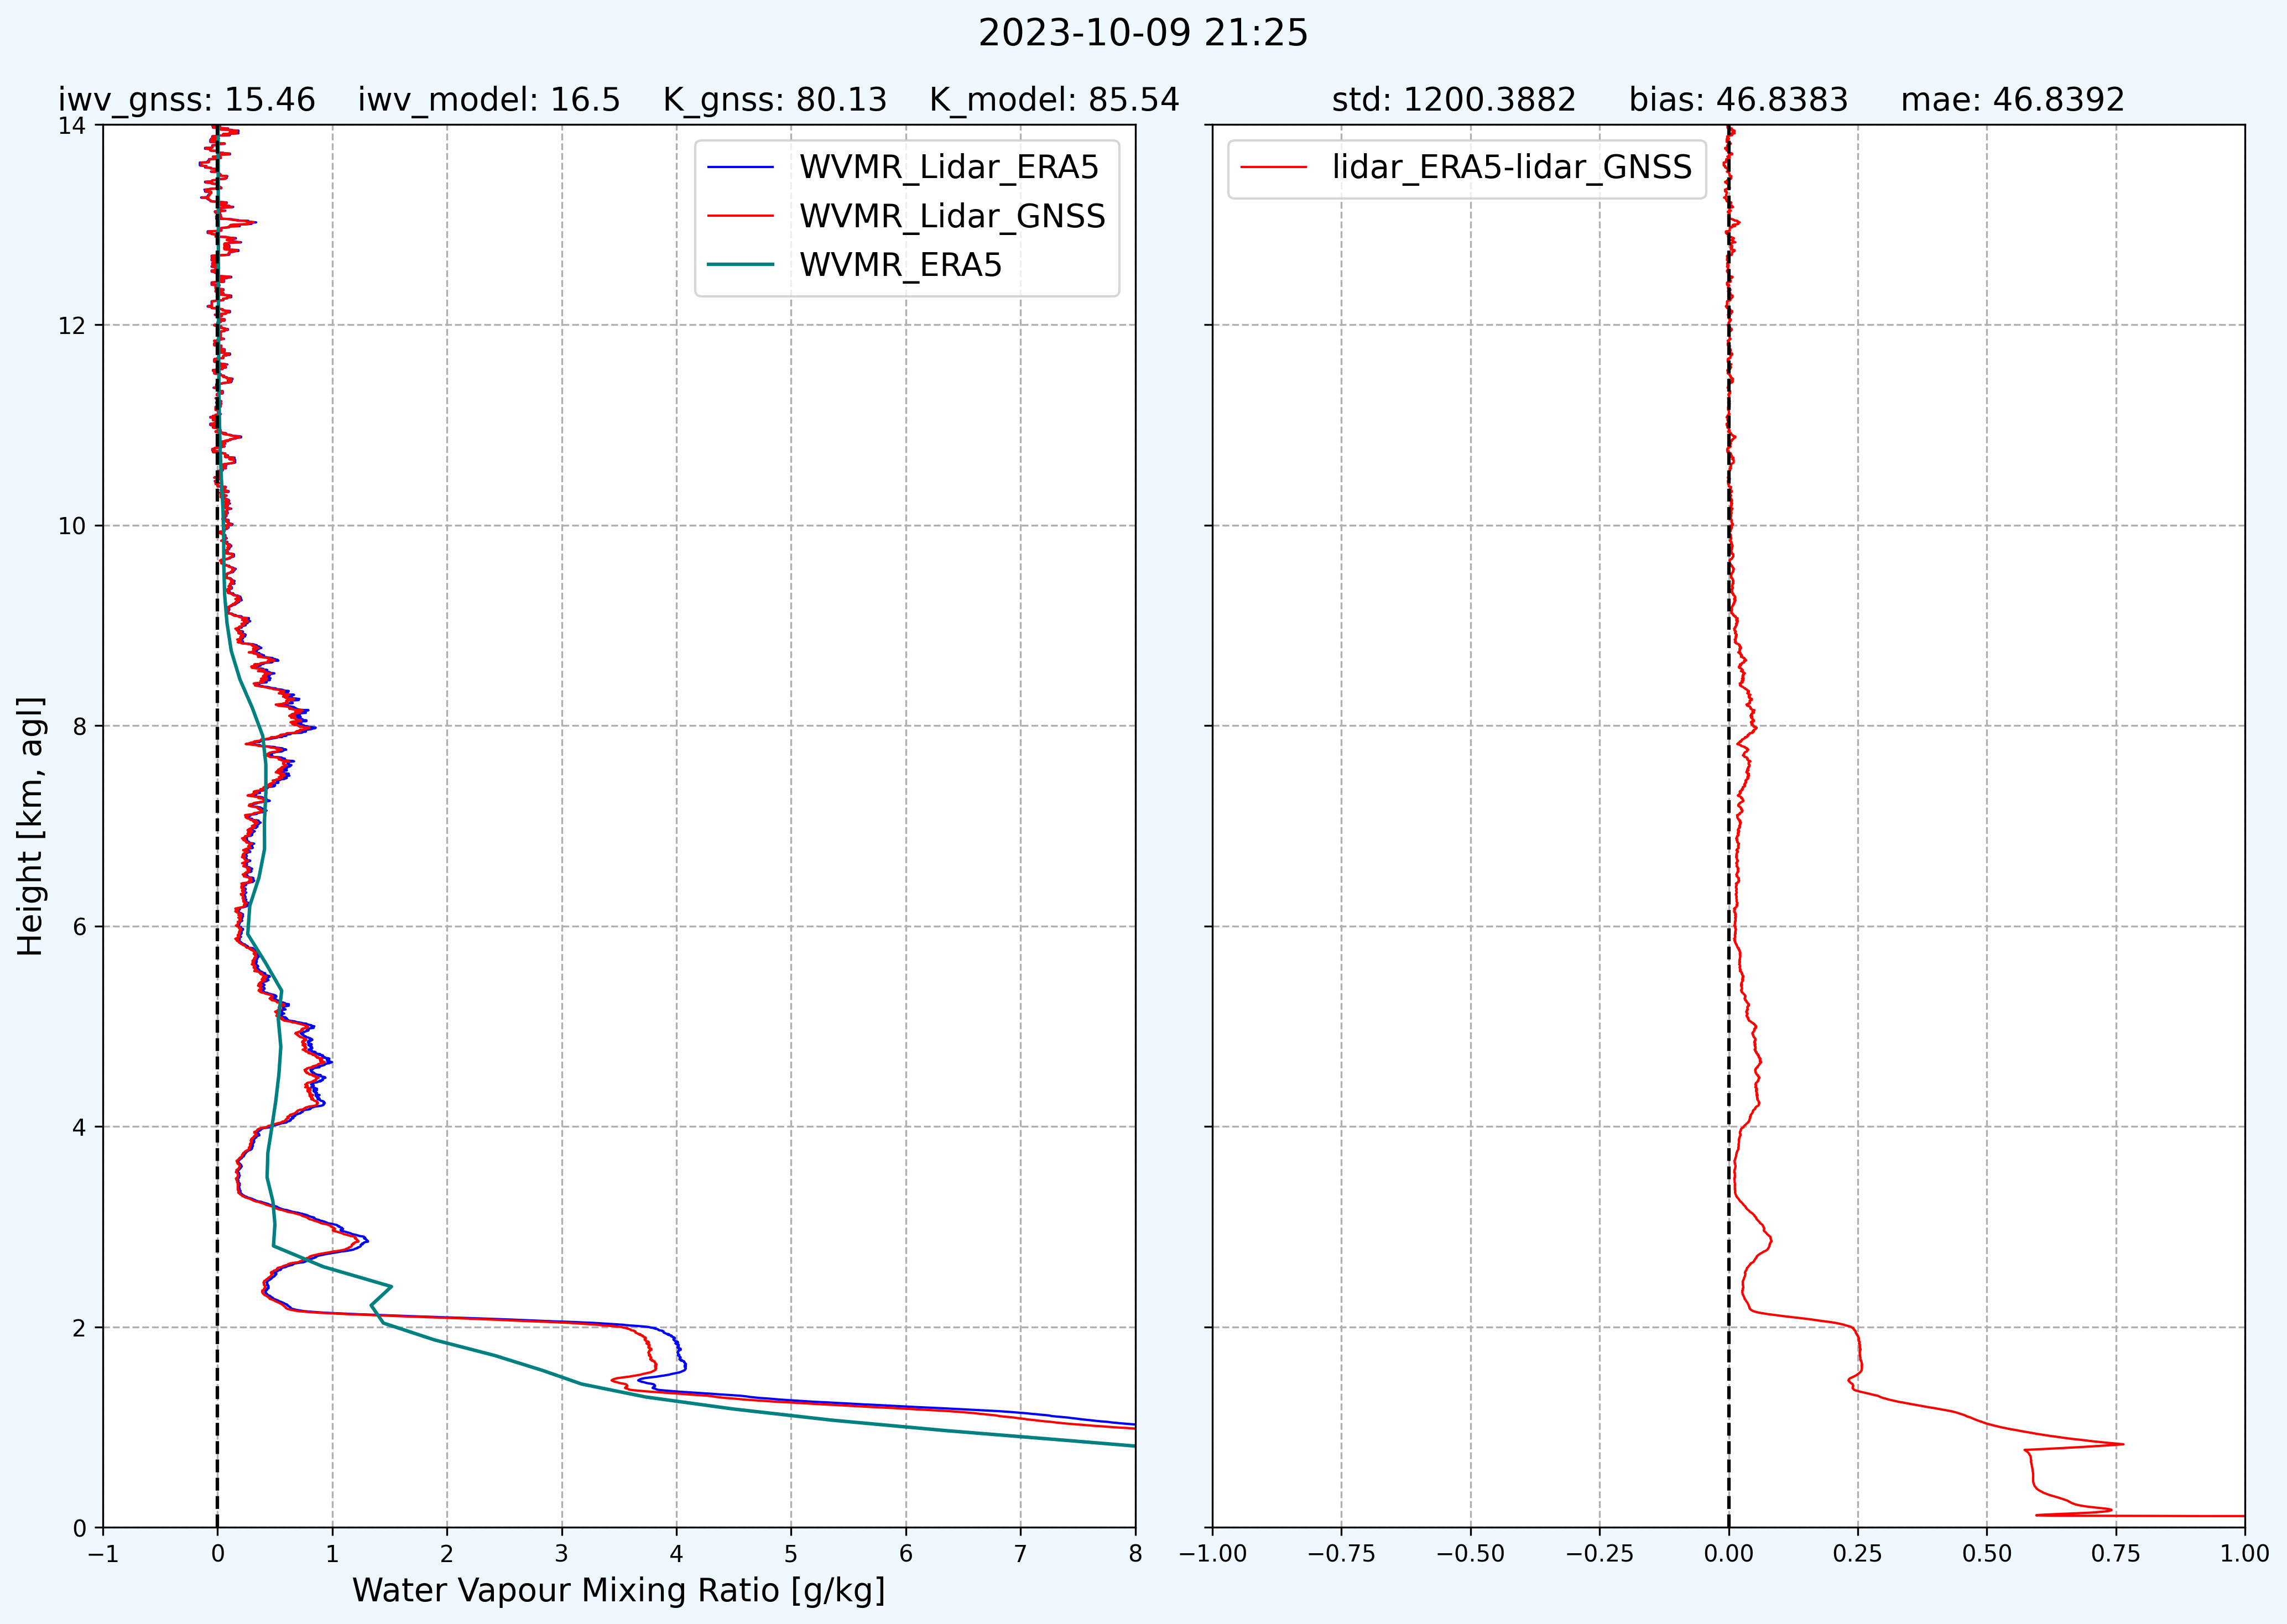 2023-10-09 21:25
iwv_gnss: 15.46 iwv_model: 16.5 K_gnss: 80.13 K_model: 85.54
std: 1200.3882 bias: 46.8383 mae: 46.8392
WVMR_Lidar_ERA5
WVMR_Lidar_GNSS
WVMR_ERA5
lidar_ERA5-lidar_GNSS
Height [km, agl]
14
12
10
8
6
4
2
0
−1 0 1 2 3 4 5 6 7 8
Water Vapour Mixing Ratio [g/kg]
−1.00 −0.75 −0.50 −0.25 0.00 0.25 0.50 0.75 1.00